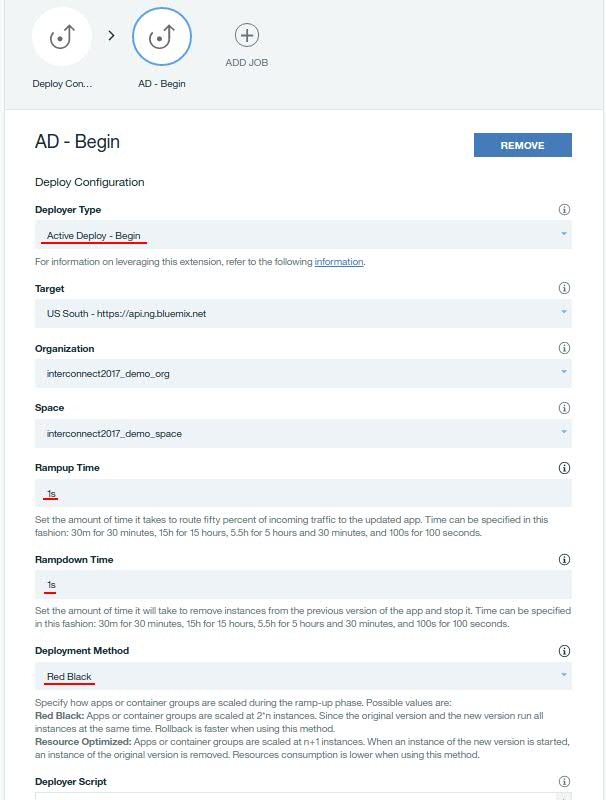 Deploy Con...
AD - Begin
ADD JOB
AD - Begin
REMOVE
Deploy Configuration
Deployer Type
Active Deploy - Begin
For information on leveraging this extension, refer to the following information.
Target
US South - https://api.ng.bluemix.net
Organization
interconnect2017_demo_org
Space
interconnect2017_demo_space
Rampup Time
1s
Set the amount of time it takes to route fifty percent of incoming traffic to the updated app. Time can be specified in this
fashion: 30m for 30 minutes, 15h for 15 hours, 5.5h for 5 hours and 30 minutes, and 100s for 100 seconds.
Rampdown Time
1s
Set the amount of time it will take to remove instances from the previous version of the app and stop it. Time can be specified
in this fashion: 30m for 30 minutes, 15h for 15 hours, 5.5h for 5 hours and 30 minutes, and 100s for 100 seconds.
Deployment Method
Red Black
Specify how apps or container groups are scaled during the ramp-up phase. Possible values are:
Red Black: Apps or container groups are scaled at 2*n instances. Since the original version and the new version run all
instances at the same time. Rollback is faster when using this method.
Resource Optimized: Apps or container groups are scaled at n+1 instances. When an instance of the new version is started,
an instance of the original version is removed. Resources consumption is lower when using this method.
Deployer Script